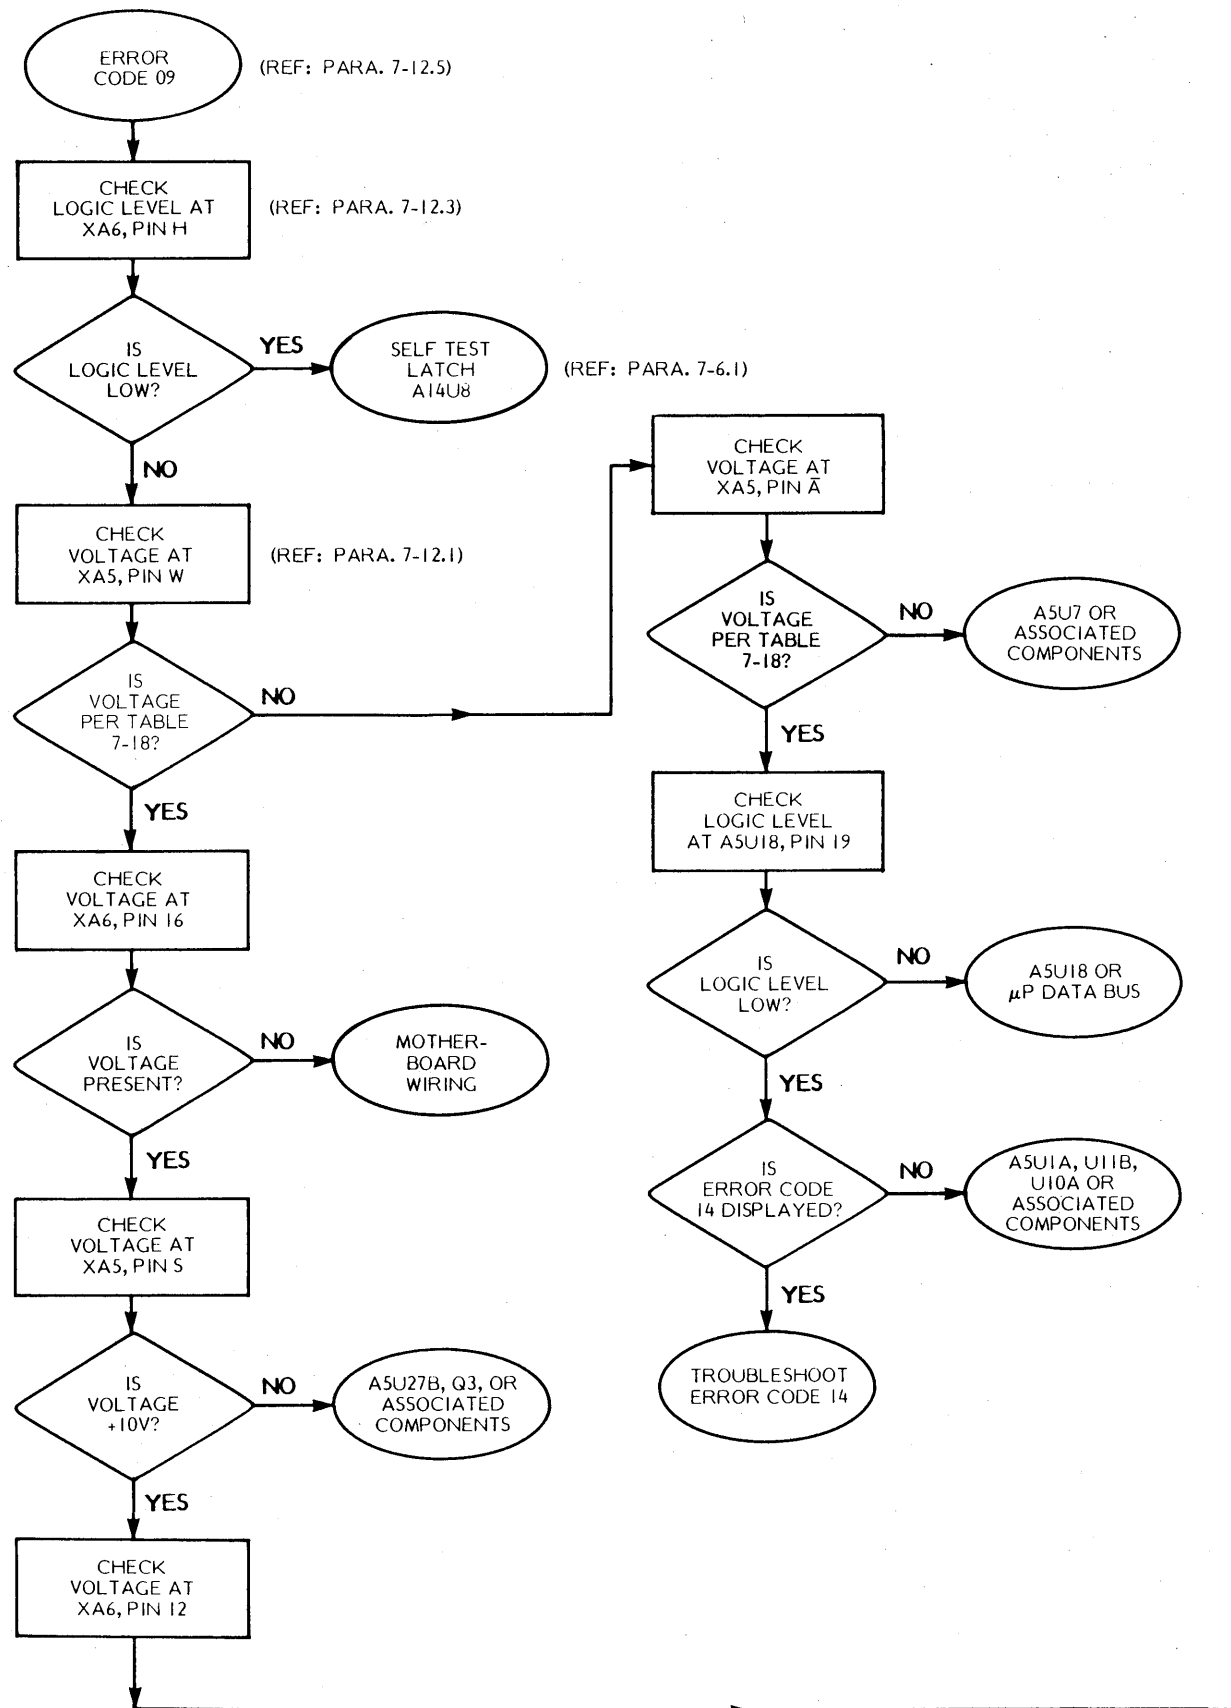 ERROR
CODE 09
(REF: PARA. 7-12.5)
CHECK
LOGIC LEVEL AT
XA6, PIN H
(REF: PARA. 7-12.3)
IS
LOGIC LEVEL
LOW?
YES
SELF TEST
LATCH
A14U8
(REF: PARA. 7-6.1)
NO
CHECK
VOLTAGE AT
XA5, PIN W
(REF: PARA. 7-12.1)
IS
VOLTAGE
PER TABLE
7-18?
NO
YES
CHECK
VOLTAGE AT
XA6, PIN 16
IS
VOLTAGE
PRESENT?
NO
MOTHER-
BOARD
WIRING
YES
CHECK
VOLTAGE AT
XA5, PIN S
IS
VOLTAGE
+10V?
NO
A5U27B, Q3, OR
ASSOCIATED
COMPONENTS
YES
CHECK
VOLTAGE AT
XA6, PIN 12
CHECK
VOLTAGE AT
XA5, PIN Ā
IS
VOLTAGE
PER TABLE
7-18?
NO
A5U7 OR
ASSOCIATED
COMPONENTS
YES
CHECK
LOGIC LEVEL
AT A5U18, PIN 19
IS
LOGIC LEVEL
LOW?
NO
A5U18 OR
μP DATA BUS
YES
IS
ERROR CODE
14 DISPLAYED?
NO
A5U1A, U11B,
U10A OR
ASSOCIATED
COMPONENTS
YES
TROUBLESHOOT
ERROR CODE 14